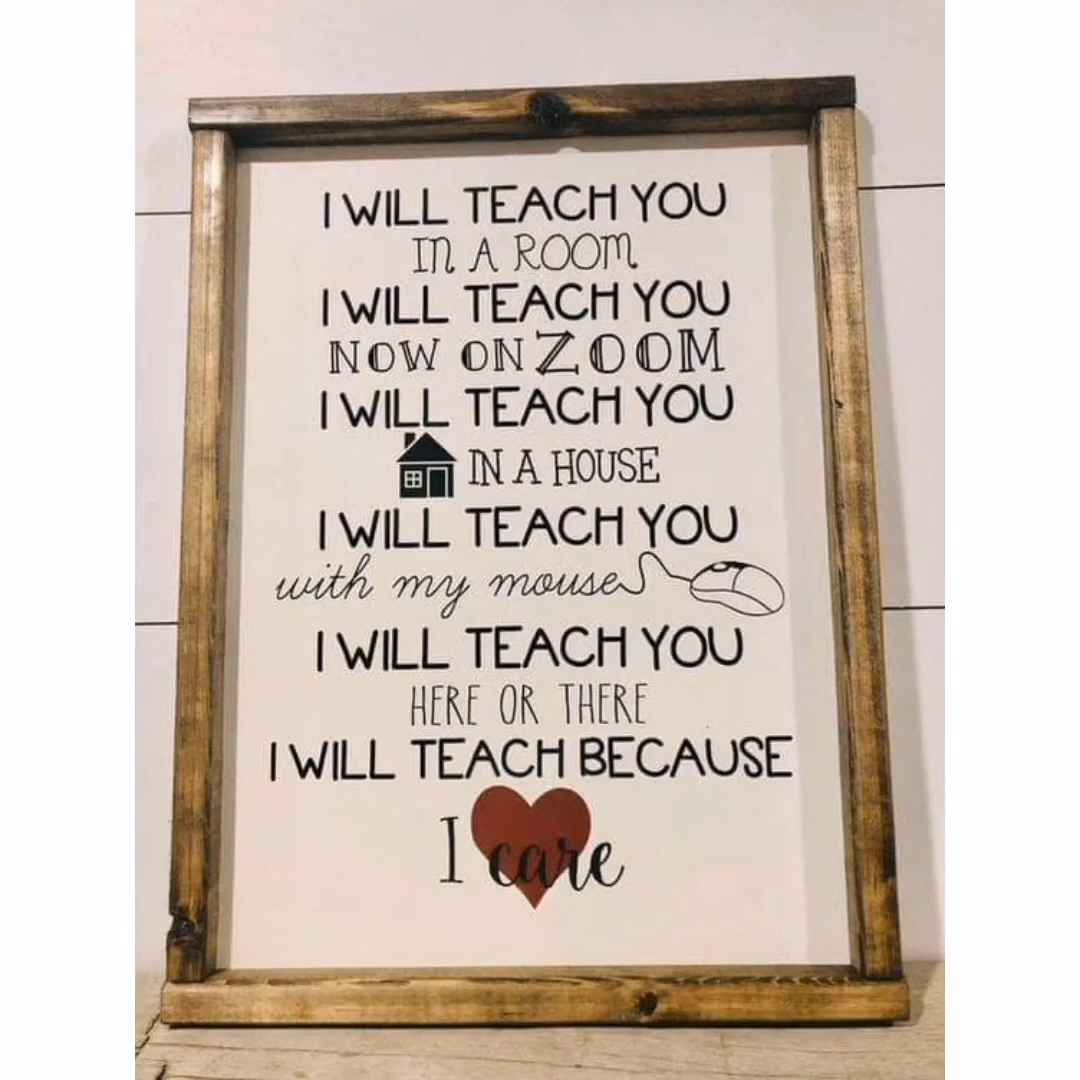 I WILL TEACH YOU
IN A ROOM
I WILL TEACH YOU
NOW ON ZOOM
I WILL TEACH YOU
IN A HOUSE
I WILL TEACH YOU
with my mouse
I WILL TEACH YOU
HERE OR THERE
I WILL TEACH BECAUSE
I care